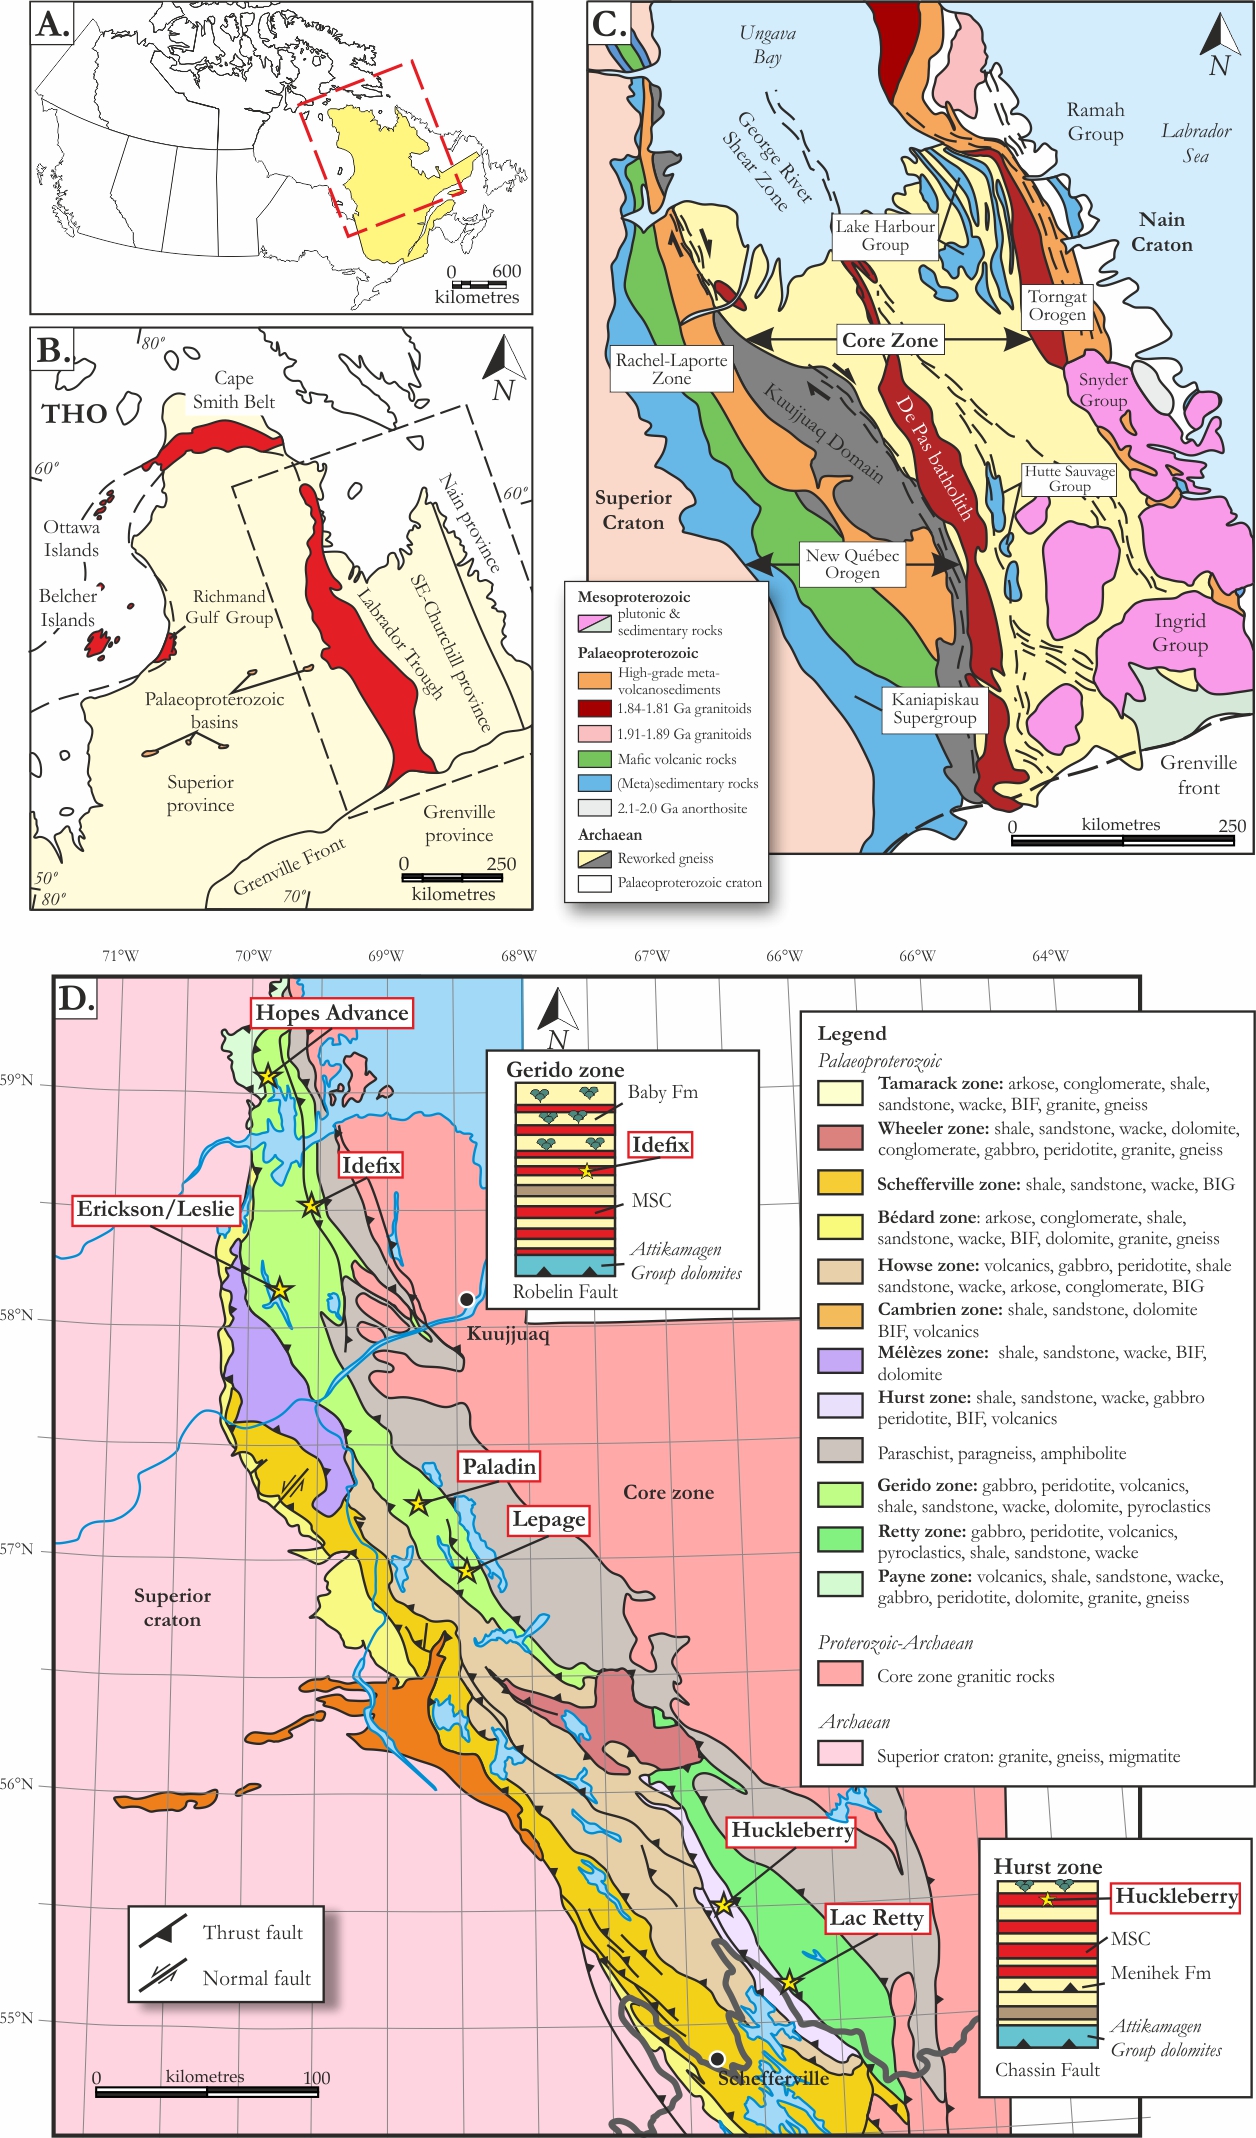 A.
0 600
kilometres
B.
80°
N
THO
Cape
Smith Belt
60°
60°
Nain province
Ottawa
Islands
Belcher
Islands
Richmand
Gulf Group
Labrador Trough
SE-Churchill province
Palaeoproterozoic
basins
Superior
province
Grenville
province
Grenville Front
0 250
kilometres
50°
80°
70°
C.
Ungava
Bay
N
George River
Shear Zone
Ramah
Group
Labrador
Sea
Lake Harbour
Group
Nain
Craton
Torngat
Orogen
Core Zone
Rachel-Laporte
Zone
Snyder
Group
Kuujjuaq Domain
De Pas batholith
Hutte Sauvage
Group
Superior
Craton
New Québec
Orogen
Ingrid
Group
Kaniapiskau
Supergroup
Grenville
front
0 kilometres 250
Mesoproterozoic
plutonic &
sedimentary rocks
Palaeoproterozoic
High-grade meta-
volcanosediments
1.84-1.81 Ga granitoids
1.91-1.89 Ga granitoids
Mafic volcanic rocks
(Meta)sedimentary rocks
2.1-2.0 Ga anorthosite
Archaean
Reworked gneiss
Palaeoproterozoic craton
71°W 70°W 69°W 68°W 67°W 66°W 66°W 64°W
D.
Hopes Advance
N
59°N
Idefix
Erickson/Leslie
58°N
Kuujjuaq
Paladin
Core zone
Lepage
57°N
Superior
craton
56°N
Huckleberry
Lac Retty
55°N
Schefferville
Thrust fault
Normal fault
0 kilometres 100
Gerido zone
Baby Fm
Idefix
MSC
Attikamagen
Group dolomites
Robelin Fault
Legend
Palaeoproterozoic
Tamarack zone: arkose, conglomerate, shale,
sandstone, wacke, BIF, granite, gneiss
Wheeler zone: shale, sandstone, wacke, dolomite,
conglomerate, gabbro, peridotite, granite, gneiss
Schefferville zone: shale, sandstone, wacke, BIG
Bédard zone: arkose, conglomerate, shale,
sandstone, wacke, BIF, dolomite, granite, gneiss
Howse zone: volcanics, gabbro, peridotite, shale
sandstone, wacke, arkose, conglomerate, BIG
Cambrien zone: shale, sandstone, dolomite
BIF, volcanics
Mélèzes zone: shale, sandstone, wacke, BIF,
dolomite
Hurst zone: shale, sandstone, wacke, gabbro
peridotite, BIF, volcanics
Paraschist, paragneiss, amphibolite
Gerido zone: gabbro, peridotite, volcanics,
shale, sandstone, wacke, dolomite, pyroclastics
Retty zone: gabbro, peridotite, volcanics,
pyroclastics, shale, sandstone, wacke
Payne zone: volcanics, shale, sandstone, wacke,
gabbro, peridotite, dolomite, granite, gneiss
Proterozoic-Archaean
Core zone granitic rocks
Archaean
Superior craton: granite, gneiss, migmatite
Hurst zone
Huckleberry
MSC
Menihek Fm
Attikamagen
Group dolomites
Chassin Fault